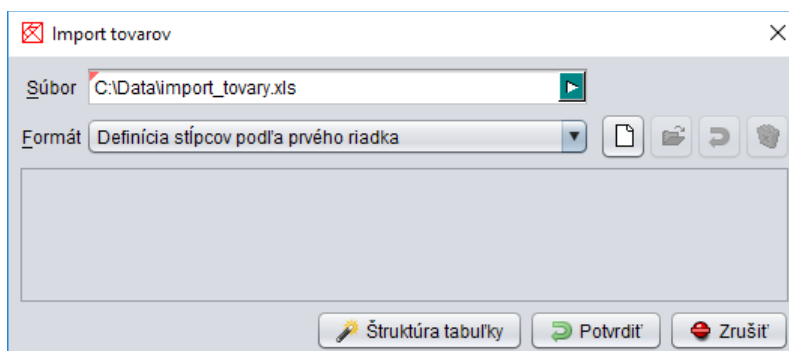 Import tovarov
Súbor C:\Data\import_tovary.xls
Formát Definícia stĺpcov podľa prvého riadka
Štruktúra tabuľky Potvrdiť Zrušiť